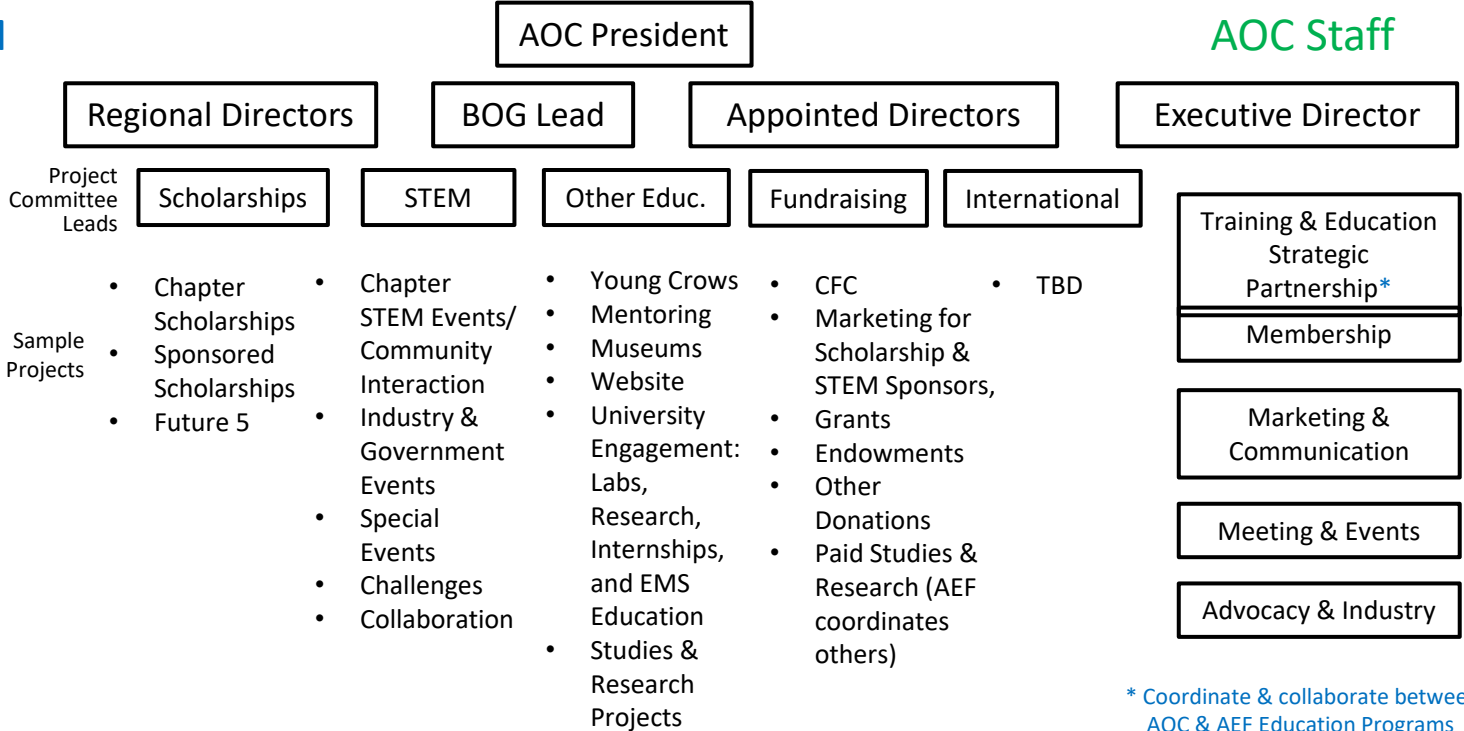 AOC President
AOC Staff
Regional Directors
BOG Lead
Appointed Directors
Executive Director
Project
Committee
Leads
Scholarships
STEM
Other Educ.
Fundraising
International
Sample
Projects
• Chapter
Scholarships
• Sponsored
Scholarships
• Future 5
• Chapter
STEM Events/
Community
Interaction
• Industry &
Government
Events
• Special
Events
• Challenges
• Collaboration
• Young Crows
• Mentoring
• Museums
• Website
• University
Engagement:
Labs,
Research,
Internships,
and EMS
Education
• Studies &
Research
Projects
• CFC
• Marketing for
Scholarship &
STEM Sponsors,
• Grants
• Endowments
• Other
Donations
• Paid Studies &
Research (AEF
coordinates
others)
• TBD
Training & Education
Strategic
Partnership*
Membership
Marketing &
Communication
Meeting & Events
Advocacy & Industry
* Coordinate & collaborate betwee
AOC & AEF Education Programs